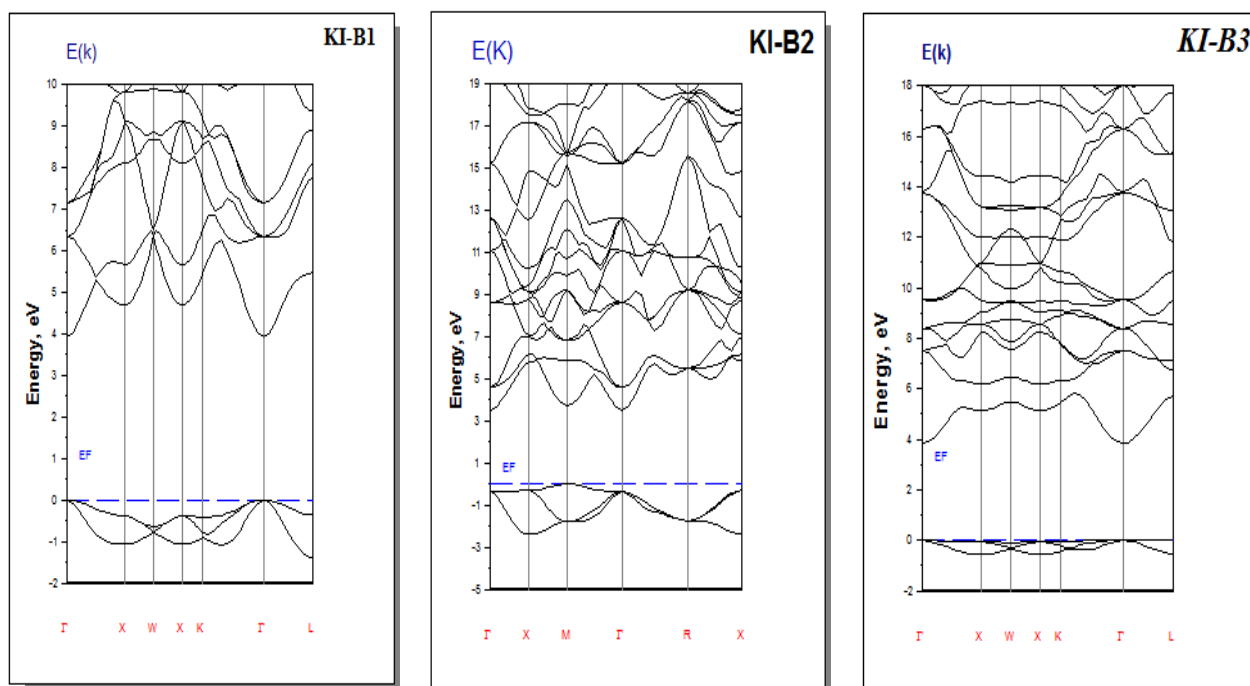 KI-B1
E(k)
10
9
8
7
6
5
4
3
2
1
0
-1
-2
Energy, eV
EF
Γ X W X K Γ L
KI-B2
E(K)
19
17
15
13
11
9
7
5
3
1
-1
-3
-5
Energy, eV
EF
Γ X M Γ R X
KI-B3
E(k)
18
16
14
12
10
8
6
4
2
0
-2
Energy, eV
EF
Γ X W X K Γ L